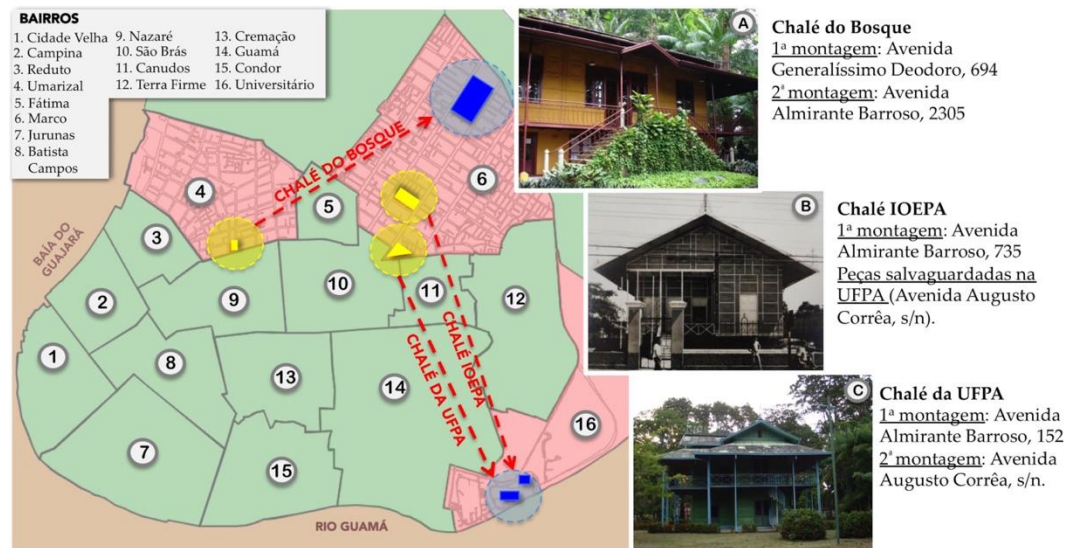 BAIRROS
1. Cidade Velha
2. Campina
3. Reduto
4. Umarizal
5. Fátima
6. Marco
7. Jurunas
8. Batista
Campos
9. Nazaré
10. São Brás
11. Canudos
12. Terra Firme
13. Cremação
14. Guamá
15. Condor
16. Universitário
BAÍA DO
GUAJARÁ
RIO GUAMÁ
CHALÉ DO BOSQUE
CHALÉ IOEPA
CHALÉ DA UFPA
1
2
3
4
5
6
7
8
9
10
11
12
13
14
15
16
A
Chalé do Bosque
1ª montagem: Avenida
Generalíssimo Deodoro, 694
2ª montagem: Avenida
Almirante Barroso, 2305
B
Chalé IOEPA
1ª montagem: Avenida
Almirante Barroso, 735
Peças salvaguardadas na
UFPA (Avenida Augusto
Corrêa, s/n).
C
Chalé da UFPA
1ª montagem: Avenida
Almirante Barroso, 152
2ª montagem: Avenida
Augusto Corrêa, s/n.